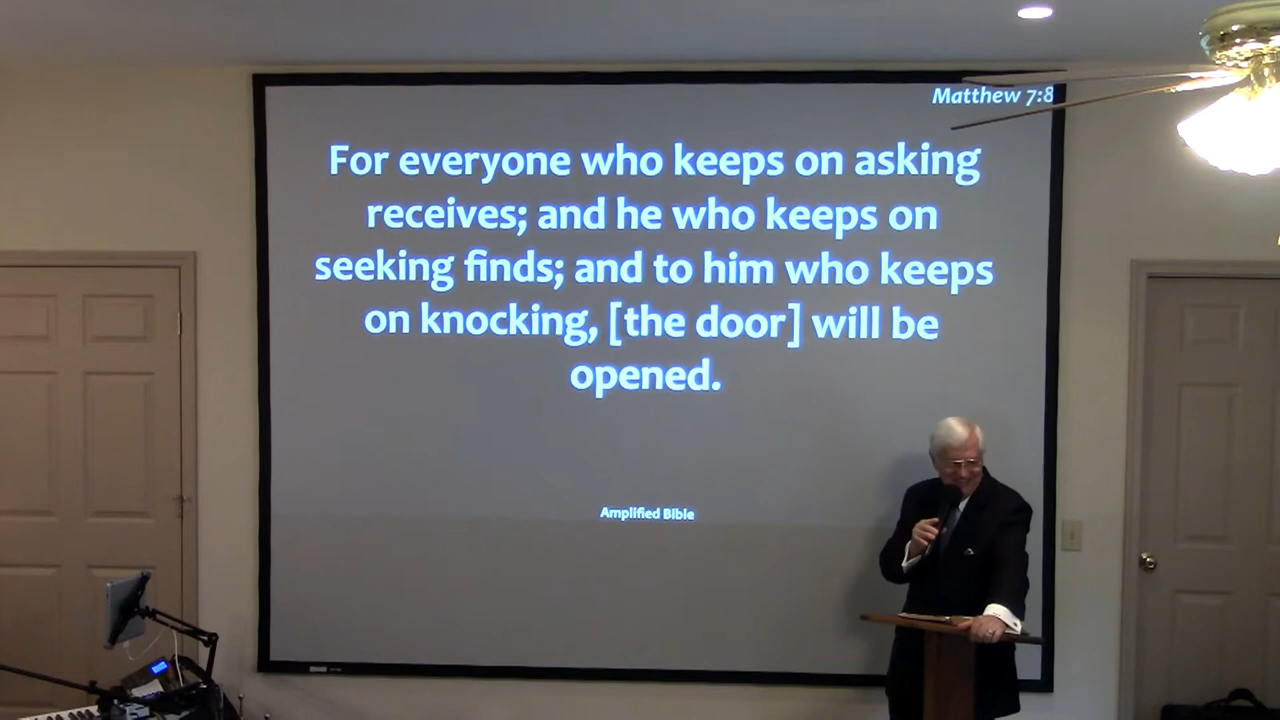 Matthew 7:8
For everyone who keeps on asking
receives; and he who keeps on
seeking finds; and to him who keeps
on knocking, [the door] will be
opened.
Amplified Bible